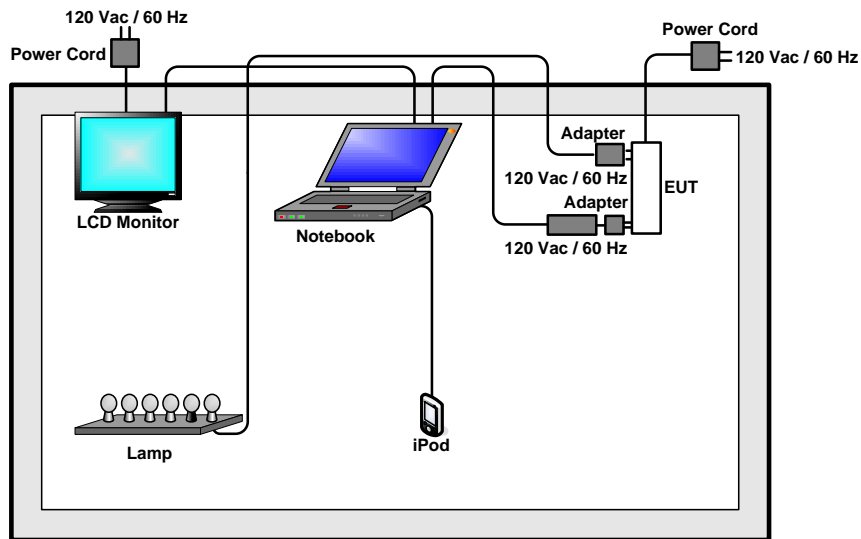 120 Vac / 60 Hz
Power Cord
Power Cord
120 Vac / 60 Hz
Adapter
120 Vac / 60 Hz
EUT
Adapter
120 Vac / 60 Hz
LCD Monitor
Notebook
Lamp
iPod